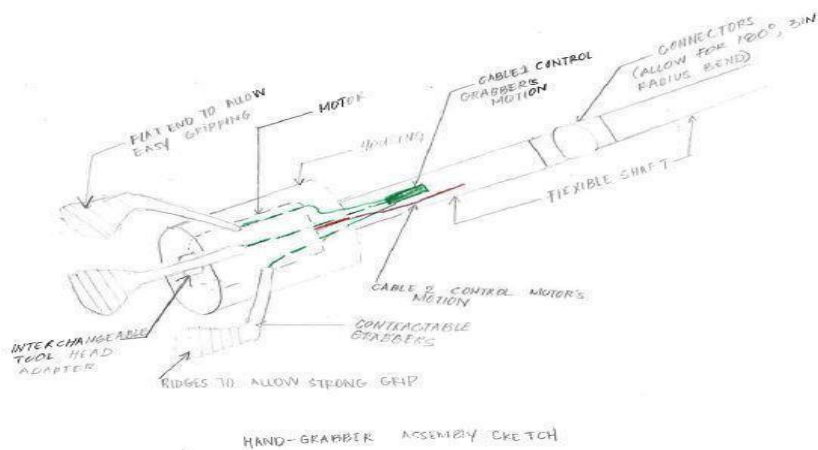 CABLE 1 CONTROL
GRABBER'S
MOTION
CONNECTORS
(ALLOW FOR 180°, 3IN
RADIUS BEND)
FLAT END TO ALLOW
EASY GRIPPING
MOTOR
HOUSING
FLEXIBLE SHAFT
CABLE 2 CONTROL MOTOR'S
MOTION
CONTRACTABLE
GRABBERS
INTERCHANGEABLE
TOOL HEAD
ADAPTER
RIDGES TO ALLOW STRONG GRIP
HAND-GRABBER ASSEMBLY SKETCH